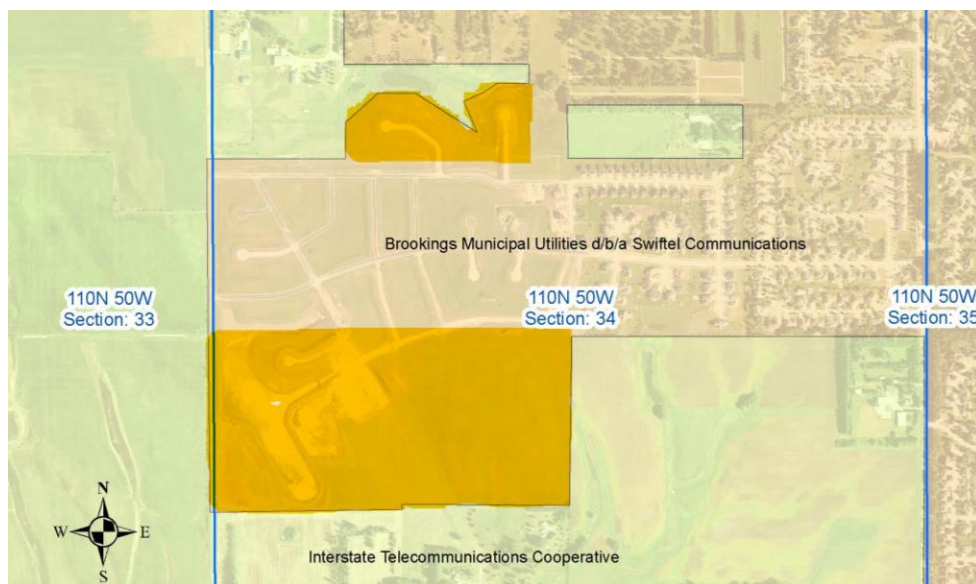 Brookings Municipal Utilities d/b/a Swiftel Communications
110N 50W
Section: 33
110N 50W
Section: 34
110N 50W
Section: 35
N
W
E
S
Interstate Telecommunications Cooperative